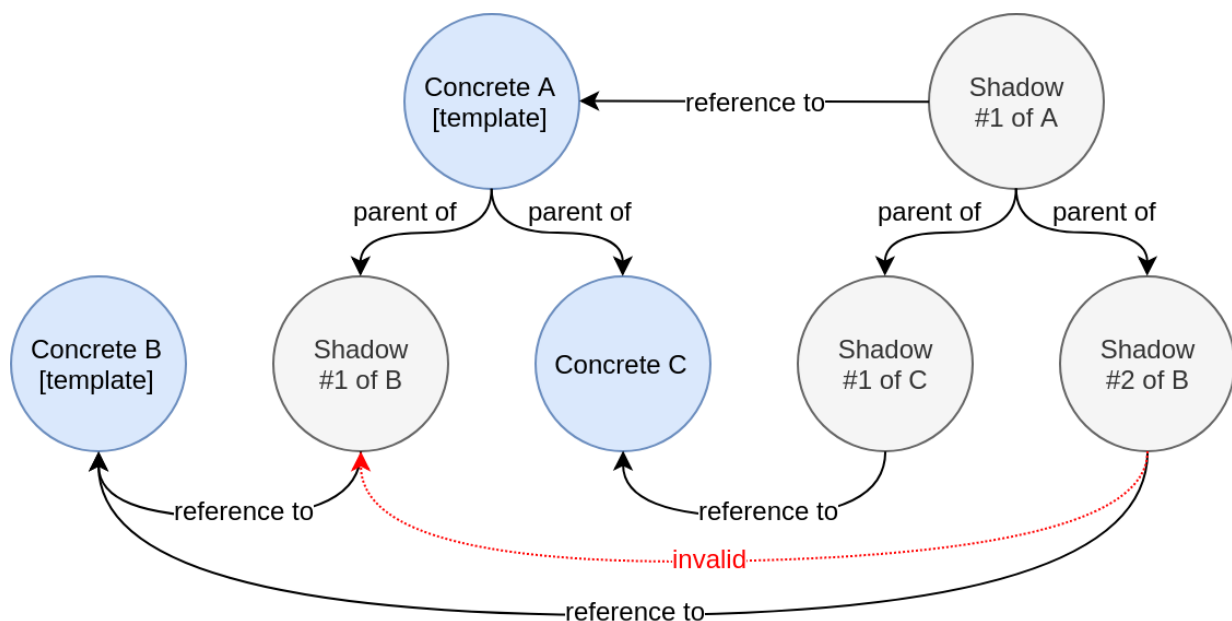 Concrete A
[template]
reference to
Shadow
#1 of A
parent of
parent of
parent of
parent of
Concrete B
[template]
Shadow
#1 of B
Concrete C
Shadow
#1 of C
Shadow
#2 of B
reference to
reference to
invalid
reference to